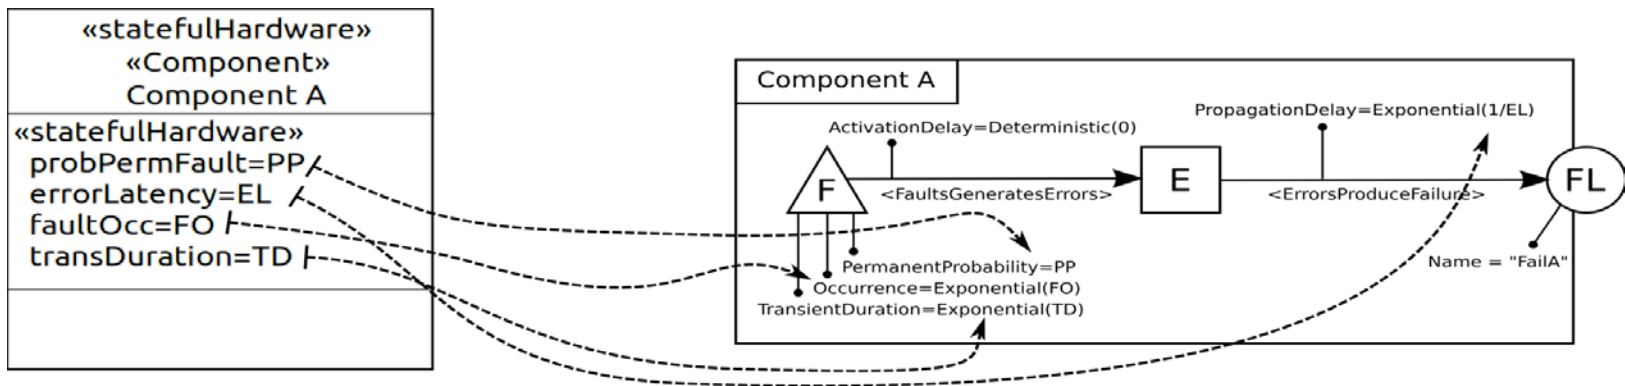 «statefulHardware»
«Component»
Component A
«statefulHardware»
probPermFault=PP
errorLatency=EL
faultOcc=FO
transDuration=TD
Component A
PropagationDelay=Exponential(1/EL)
ActivationDelay=Deterministic(0)
F
E
FL
<FaultsGeneratesErrors>
<ErrorsProduceFailure>
PermanentProbability=PP
Name = "FailA"
Occurrence=Exponential(FO)
TransientDuration=Exponential(TD)